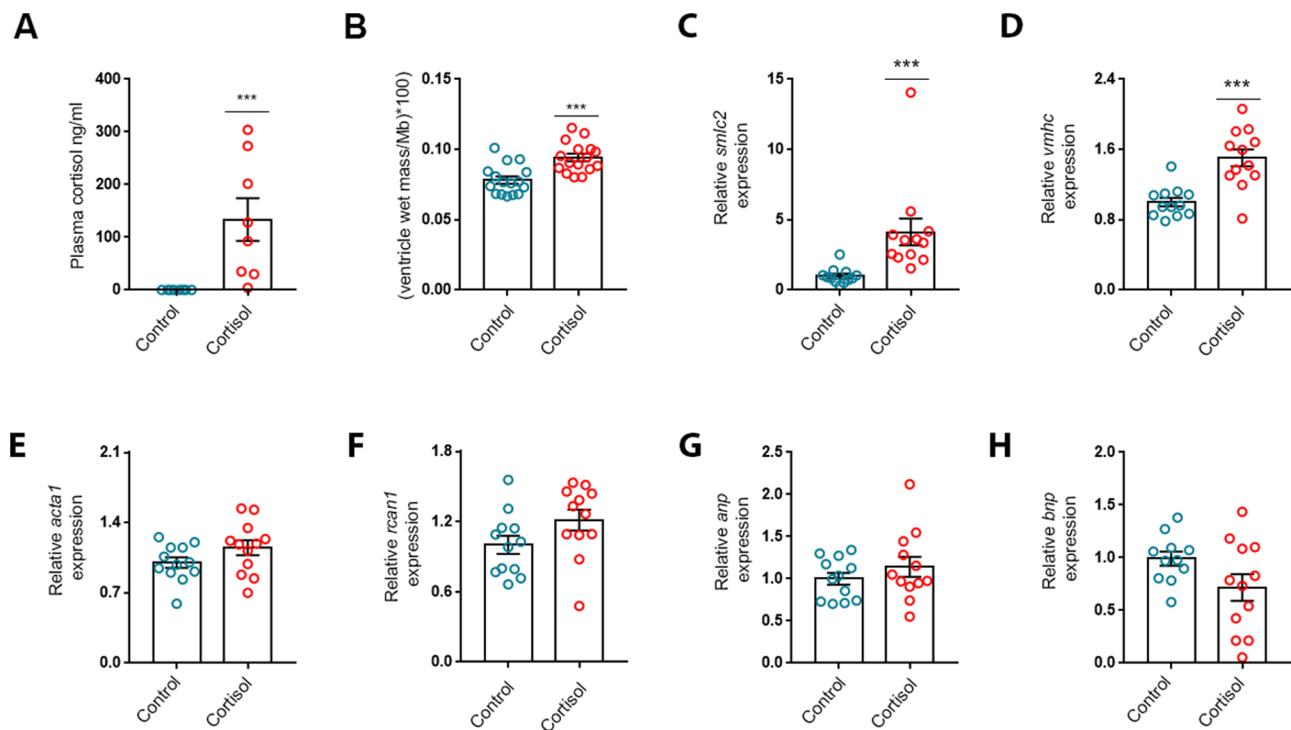 A
Plasma cortisol ng/ml
400
300
200
100
0
***
Control
Cortisol
B
(ventricle wet mass/Mb)*100
0.15
0.10
0.05
0.00
***
Control
Cortisol
C
Relative smlc2
expression
15
10
5
0
***
Control
Cortisol
D
Relative vmhc
expression
2.4
1.6
0.8
0.0
***
Control
Cortisol
E
Relative acta1
expression
2.1
1.4
0.7
0.0
Control
Cortisol
F
Relative rcan1
expression
1.8
1.2
0.6
0.0
Control
Cortisol
G
Relative anp
expression
2.5
2.0
1.5
1.0
0.5
0.0
Control
Cortisol
H
Relative bnp
expression
2.0
1.5
1.0
0.5
0.0
Control
Cortisol